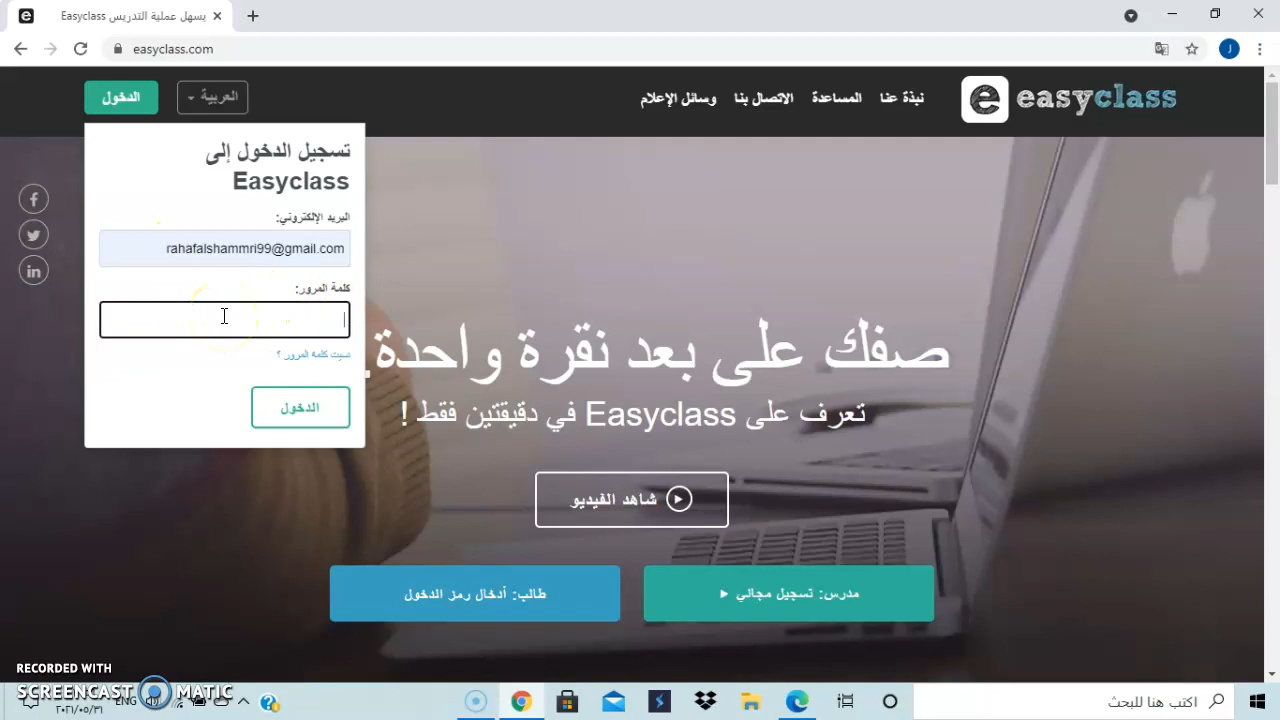 Easyclass يسهل عملية التدريس
easyclass.com
الدخول
العربية
نبذة عنا
المساعدة
الاتصال بنا
وسائل الإعلام
easyclass
تسجيل الدخول إلى
Easyclass
البريد الإلكتروني:
rahafalshammri99@gmail.com
كلمة المرور:
نسيت كلمة المرور ؟
الدخول
صفك على بعد نقرة واحدة.
تعرف على Easyclass في دقيقتين فقط !
شاهد الفيديو
مدرس: تسجيل مجاني
طالب: أدخال رمز الدخول
RECORDED WITH
SCREENCAST MATIC
اكتب هنا للبحث
ENG
٢٠٢١/٠٥/٣١